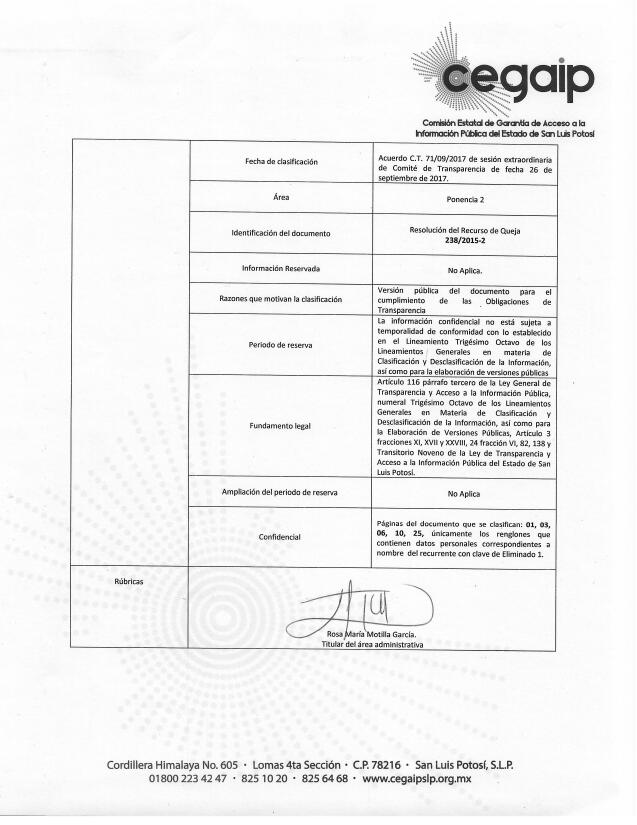 cegaip
Comisión Estatal de Garantía de Acceso a la
Información Pública del Estado de San Luis Potosí
Fecha de clasificación
Acuerdo C.T. 71/09/2017 de sesión extraordinaria
de Comité de Transparencia de fecha 26 de
septiembre de 2017.
Área
Ponencia 2
Identificación del documento
Resolución del Recurso de Queja
238/2015-2
Información Reservada
No Aplica.
Razones que motivan la clasificación
Versión pública del documento para el
cumplimiento de las Obligaciones de
Transparencia
Periodo de reserva
La información confidencial no está sujeta a
temporalidad de conformidad con lo establecido
en el Lineamiento Trigésimo Octavo de los
Lineamientos Generales en materia de
Clasificación y Desclasificación de la Información,
así como para la elaboración de versiones públicas
Fundamento legal
Artículo 116 párrafo tercero de la Ley General de
Transparencia y Acceso a la Información Pública,
numeral Trigésimo Octavo de los Lineamientos
Generales en Materia de Clasificación y
Desclasificación de la Información, así como para
la Elaboración de Versiones Públicas, Artículo 3
fracciones XI, XVII y XXVIII, 24 fracción VI, 82, 138 y
Transitorio Noveno de la Ley de Transparencia y
Acceso a la Información Pública del Estado de San
Luis Potosí.
Ampliación del periodo de reserva
No Aplica
Confidencial
Páginas del documento que se clasifican: 01, 03,
06, 10, 25, únicamente los renglones que
contienen datos personales correspondientes a
nombre del recurrente con clave de Eliminado 1.
Rúbricas
Rosa María Motilla García.
Titular del área administrativa
Cordillera Himalaya No. 605 · Lomas 4ta Sección · C.P. 78216 · San Luis Potosí, S.L.P.
01800 223 42 47 · 825 10 20 · 825 64 68 · www.cegaipslp.org.mx